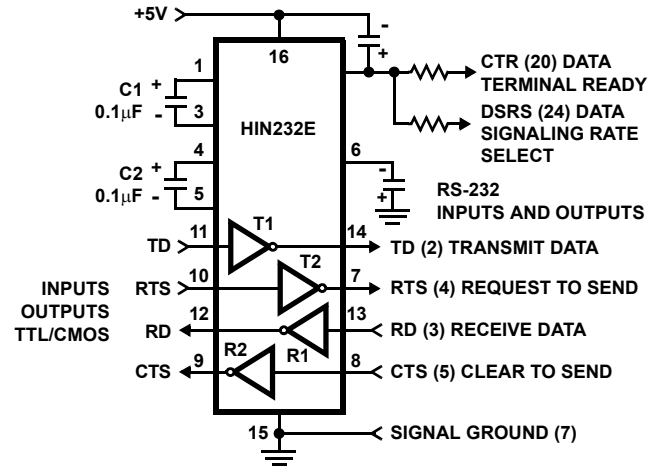 +5V
-
+
16
1
C1
+
0.1μF
-
3
HIN232E
CTR (20) DATA
TERMINAL READY
DSRS (24) DATA
SIGNALING RATE
SELECT
4
C2
+
0.1μF
-
5
6
-
+
RS-232
INPUTS AND OUTPUTS
TD
11
T1
14
TD (2) TRANSMIT DATA
INPUTS
OUTPUTS
TTL/CMOS
RTS
10
T2
7
RTS (4) REQUEST TO SEND
RD
12
R1
13
RD (3) RECEIVE DATA
CTS
9
R2
8
CTS (5) CLEAR TO SEND
15
SIGNAL GROUND (7)